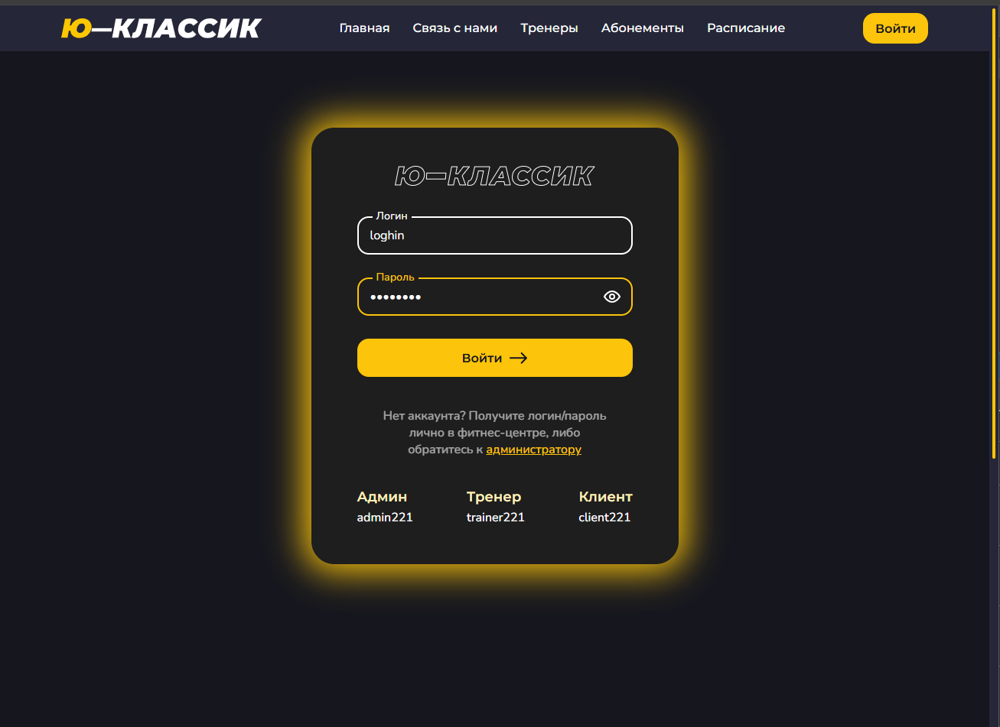 Ю—КЛАССИК
Главная Связь с нами Тренеры Абонементы Расписание
Войти
Ю—КЛАССИК
Логин
loghin
Пароль
••••••••
Войти →
Нет аккаунта? Получите логин/пароль
лично в фитнес-центре, либо
обратитесь к администратору
Админ Тренер Клиент
admin221 trainer221 client221